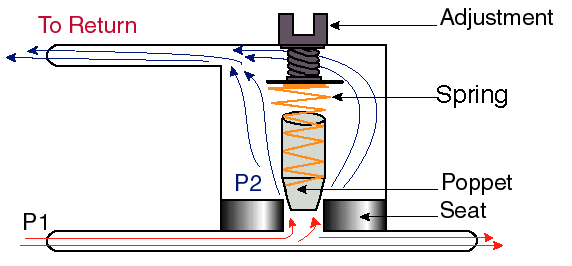 To Return
Adjustment
Spring
P2
Poppet
Seat
P1